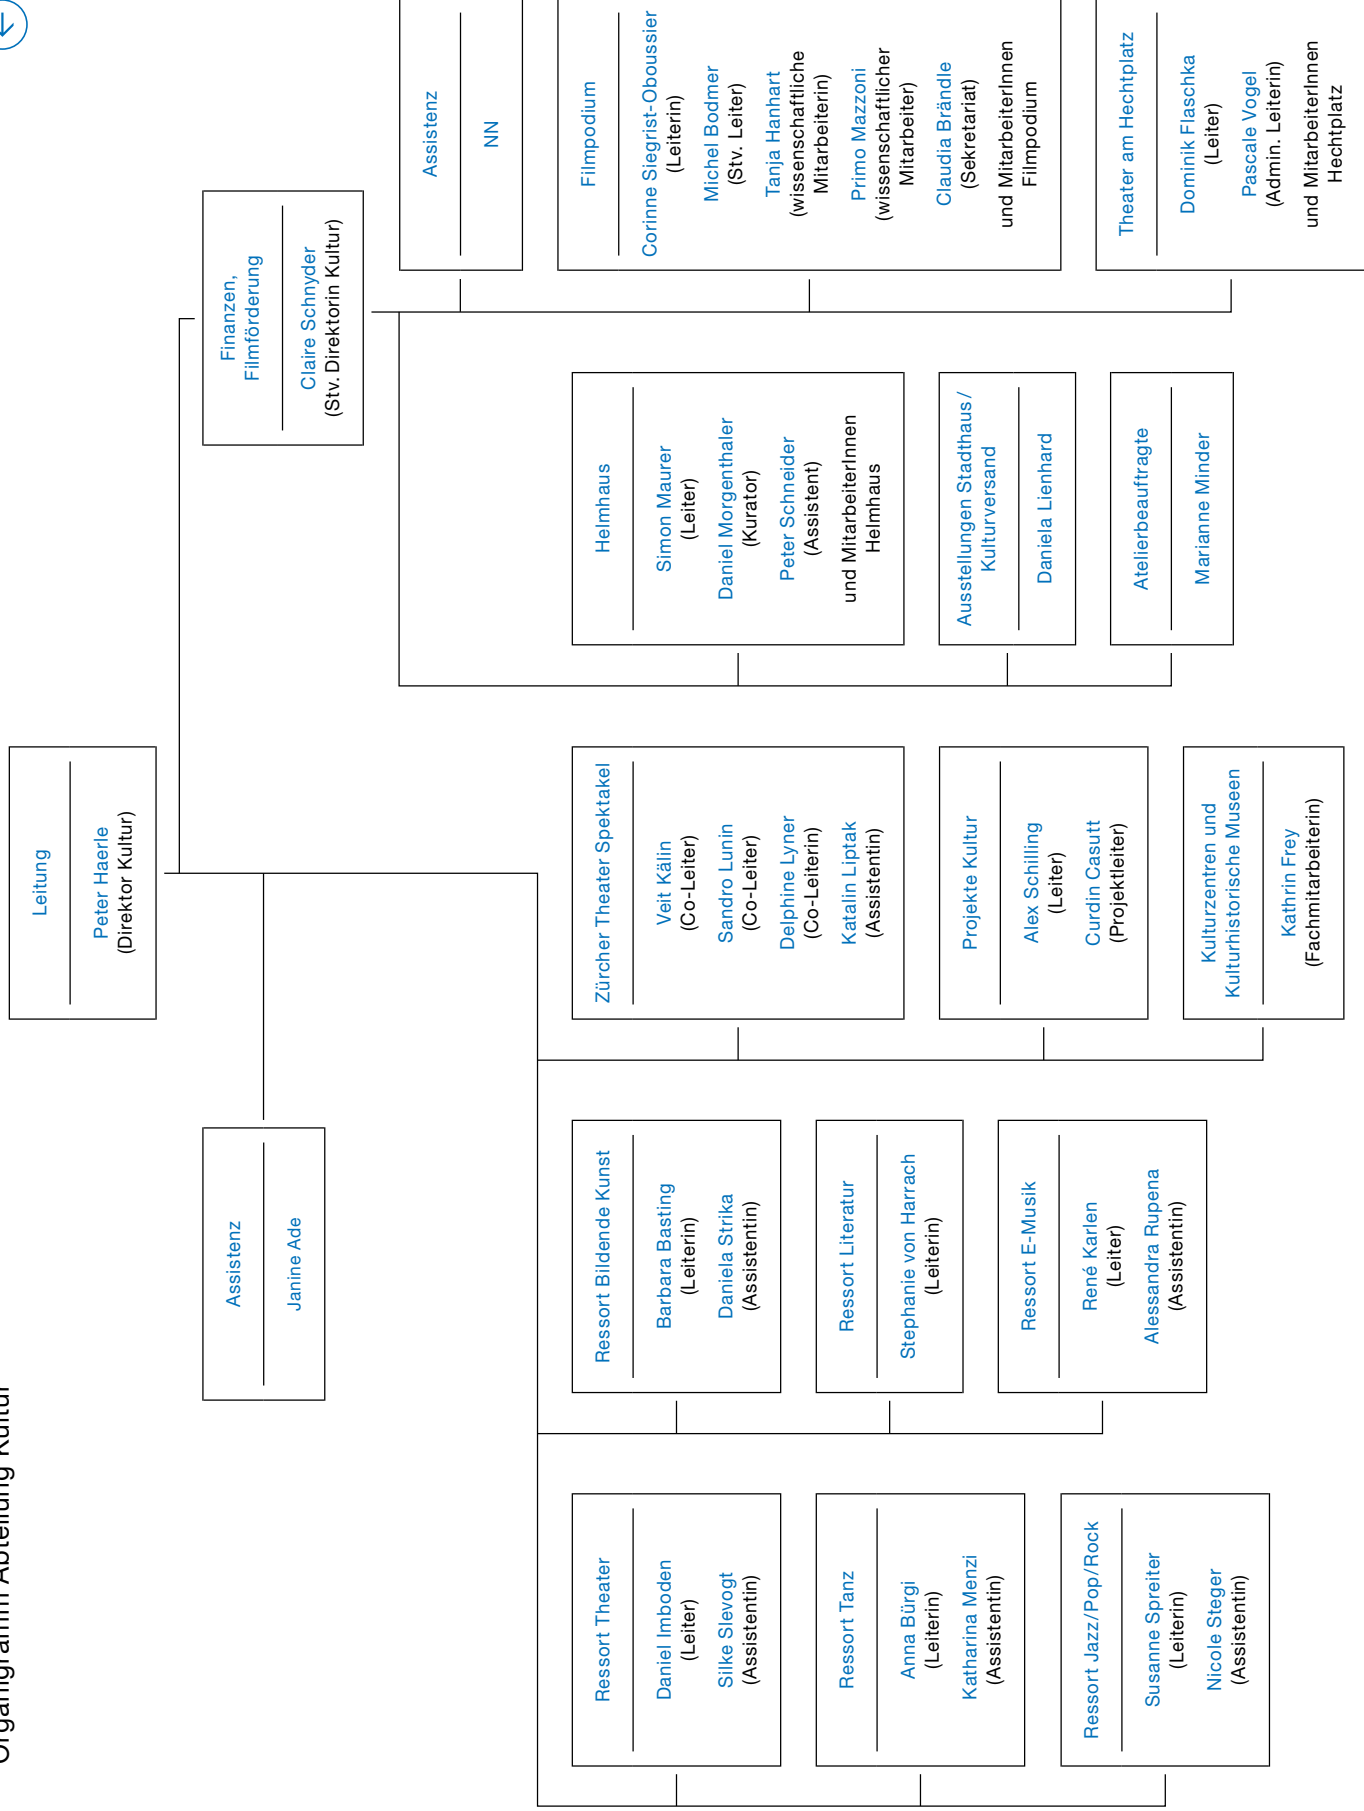 Organigramm Abteilung Kultur
Leitung
Peter Haerle
(Direktor Kultur)
Assistenz
Janine Ade
Finanzen,
Filmförderung
Claire Schnyder
(Stv. Direktorin Kultur)
Assistenz
NN
Ressort Theater
Daniel Imboden
(Leiter)
Silke Slevogt
(Assistentin)
Ressort Tanz
Anna Bürgi
(Leiterin)
Katharina Menzi
(Assistentin)
Ressort Jazz/Pop/Rock
Susanne Spreiter
(Leiterin)
Nicole Steger
(Assistentin)
Ressort Bildende Kunst
Barbara Basting
(Leiterin)
Daniela Strika
(Assistentin)
Ressort Literatur
Stephanie von Harrach
(Leiterin)
Ressort E-Musik
René Karlen
(Leiter)
Alessandra Rupena
(Assistentin)
Zürcher Theater Spektakel
Veit Kälin
(Co-Leiter)
Sandro Lunin
(Co-Leiter)
Delphine Lyner
(Co-Leiterin)
Katalin Liptak
(Assistentin)
Projekte Kultur
Alex Schilling
(Leiter)
Curdin Casutt
(Projektleiter)
Kulturzentren und
Kulturhistorische Museen
Kathrin Frey
(Fachmitarbeiterin)
Helmhaus
Simon Maurer
(Leiter)
Daniel Morgenthaler
(Kurator)
Peter Schneider
(Assistent)
und MitarbeiterInnen
Helmhaus
Ausstellungen Stadthaus/
Kulturversand
Daniela Lienhard
Atelierbeauftragte
Marianne Minder
Filmpodium
Corinne Siegrist-Oboussier
(Leiterin)
Michel Bodmer
(Stv. Leiter)
Tanja Hanhart
(wissenschaftliche
Mitarbeiterin)
Primo Mazzoni
(wissenschaftlicher
Mitarbeiter)
Claudia Brändle
(Sekretariat)
und MitarbeiterInnen
Filmpodium
Theater am Hechtplatz
Dominik Flaschka
(Leiter)
Pascale Vogel
(Admin. Leiterin)
und MitarbeiterInnen
Hechtplatz